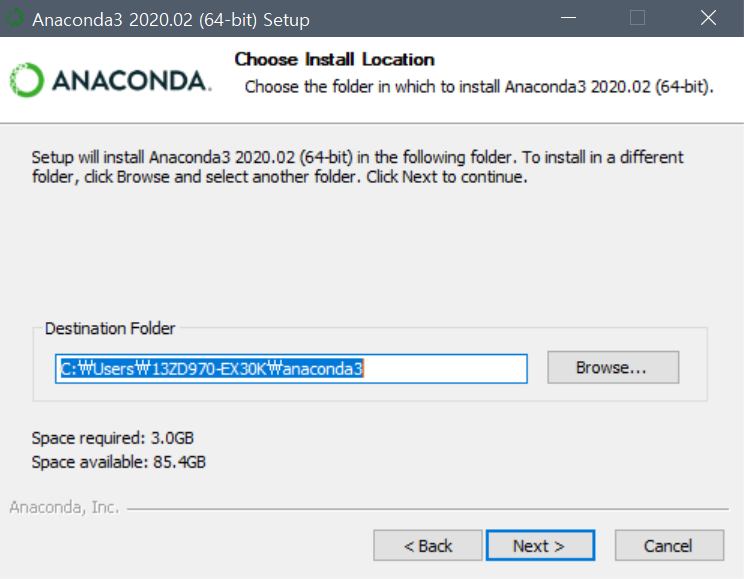 Anaconda3 2020.02 (64-bit) Setup
ANACONDA.
Choose Install Location
Choose the folder in which to install Anaconda3 2020.02 (64-bit).
Setup will install Anaconda3 2020.02 (64-bit) in the following folder. To install in a different
folder, click Browse and select another folder. Click Next to continue.
Destination Folder
C:₩Users₩13ZD970-EX30K₩anaconda3
Browse...
Space required: 3.0GB
Space available: 85.4GB
Anaconda, Inc.
< Back
Next >
Cancel